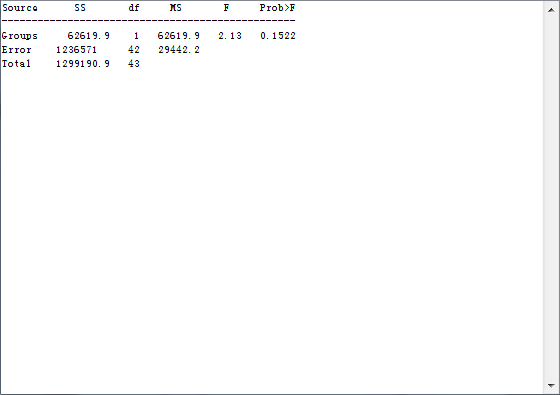 Source SS df MS F Prob>F
Groups 62619.9 1 62619.9 2.13 0.1522
Error 1236571 42 29442.2
Total 1299190.9 43